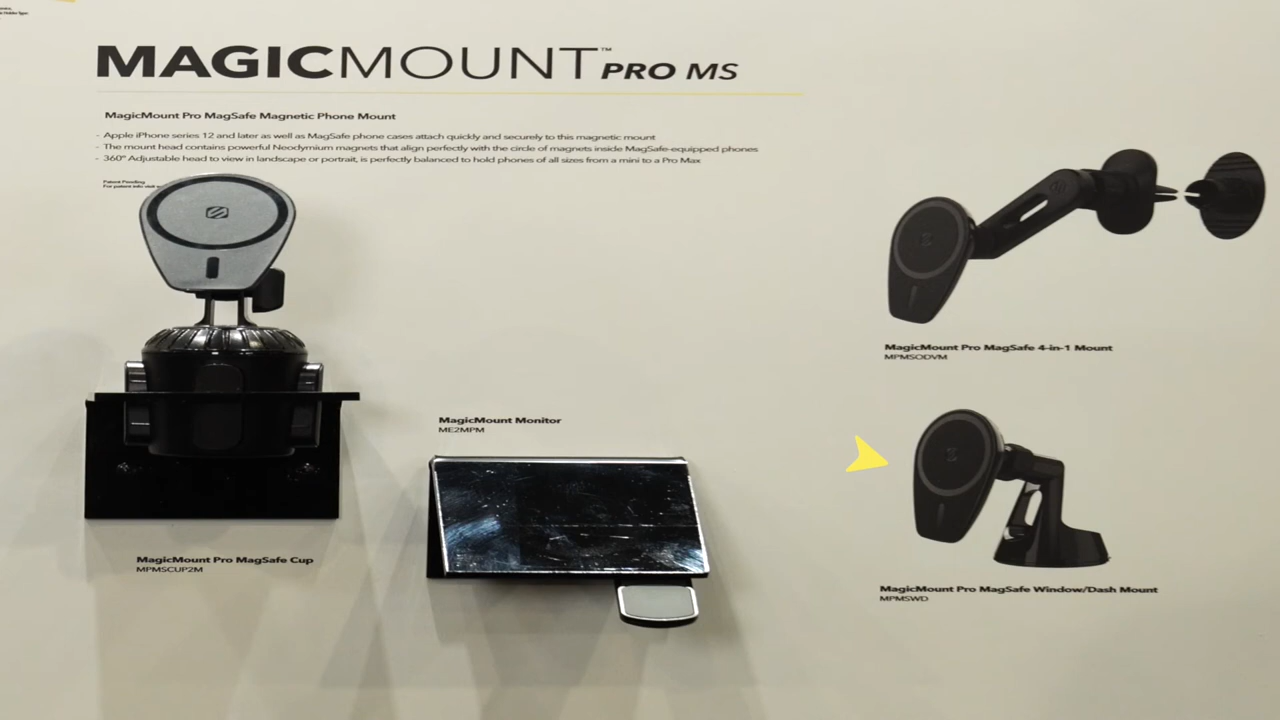 MAGICMOUNT™ PRO MS
MagicMount Pro MagSafe Magnetic Phone Mount
- Apple iPhone series 12 and later as well as MagSafe phone cases attach quickly and securely to this magnetic mount
- The mount head contains powerful Neodymium magnets that align perfectly with the circle of magnets inside MagSafe-equipped phones
- 360° Adjustable head to view in landscape or portrait, is perfectly balanced to hold phones of all sizes from a mini to a Pro Max
Patent Pending
For patent info visit
MagicMount Pro MagSafe 4-in-1 Mount
MPMSODVM
MagicMount Monitor
ME2MPM
MagicMount Pro MagSafe Cup
MPMSCUP2M
MagicMount Pro MagSafe Window/Dash Mount
MPMSWD